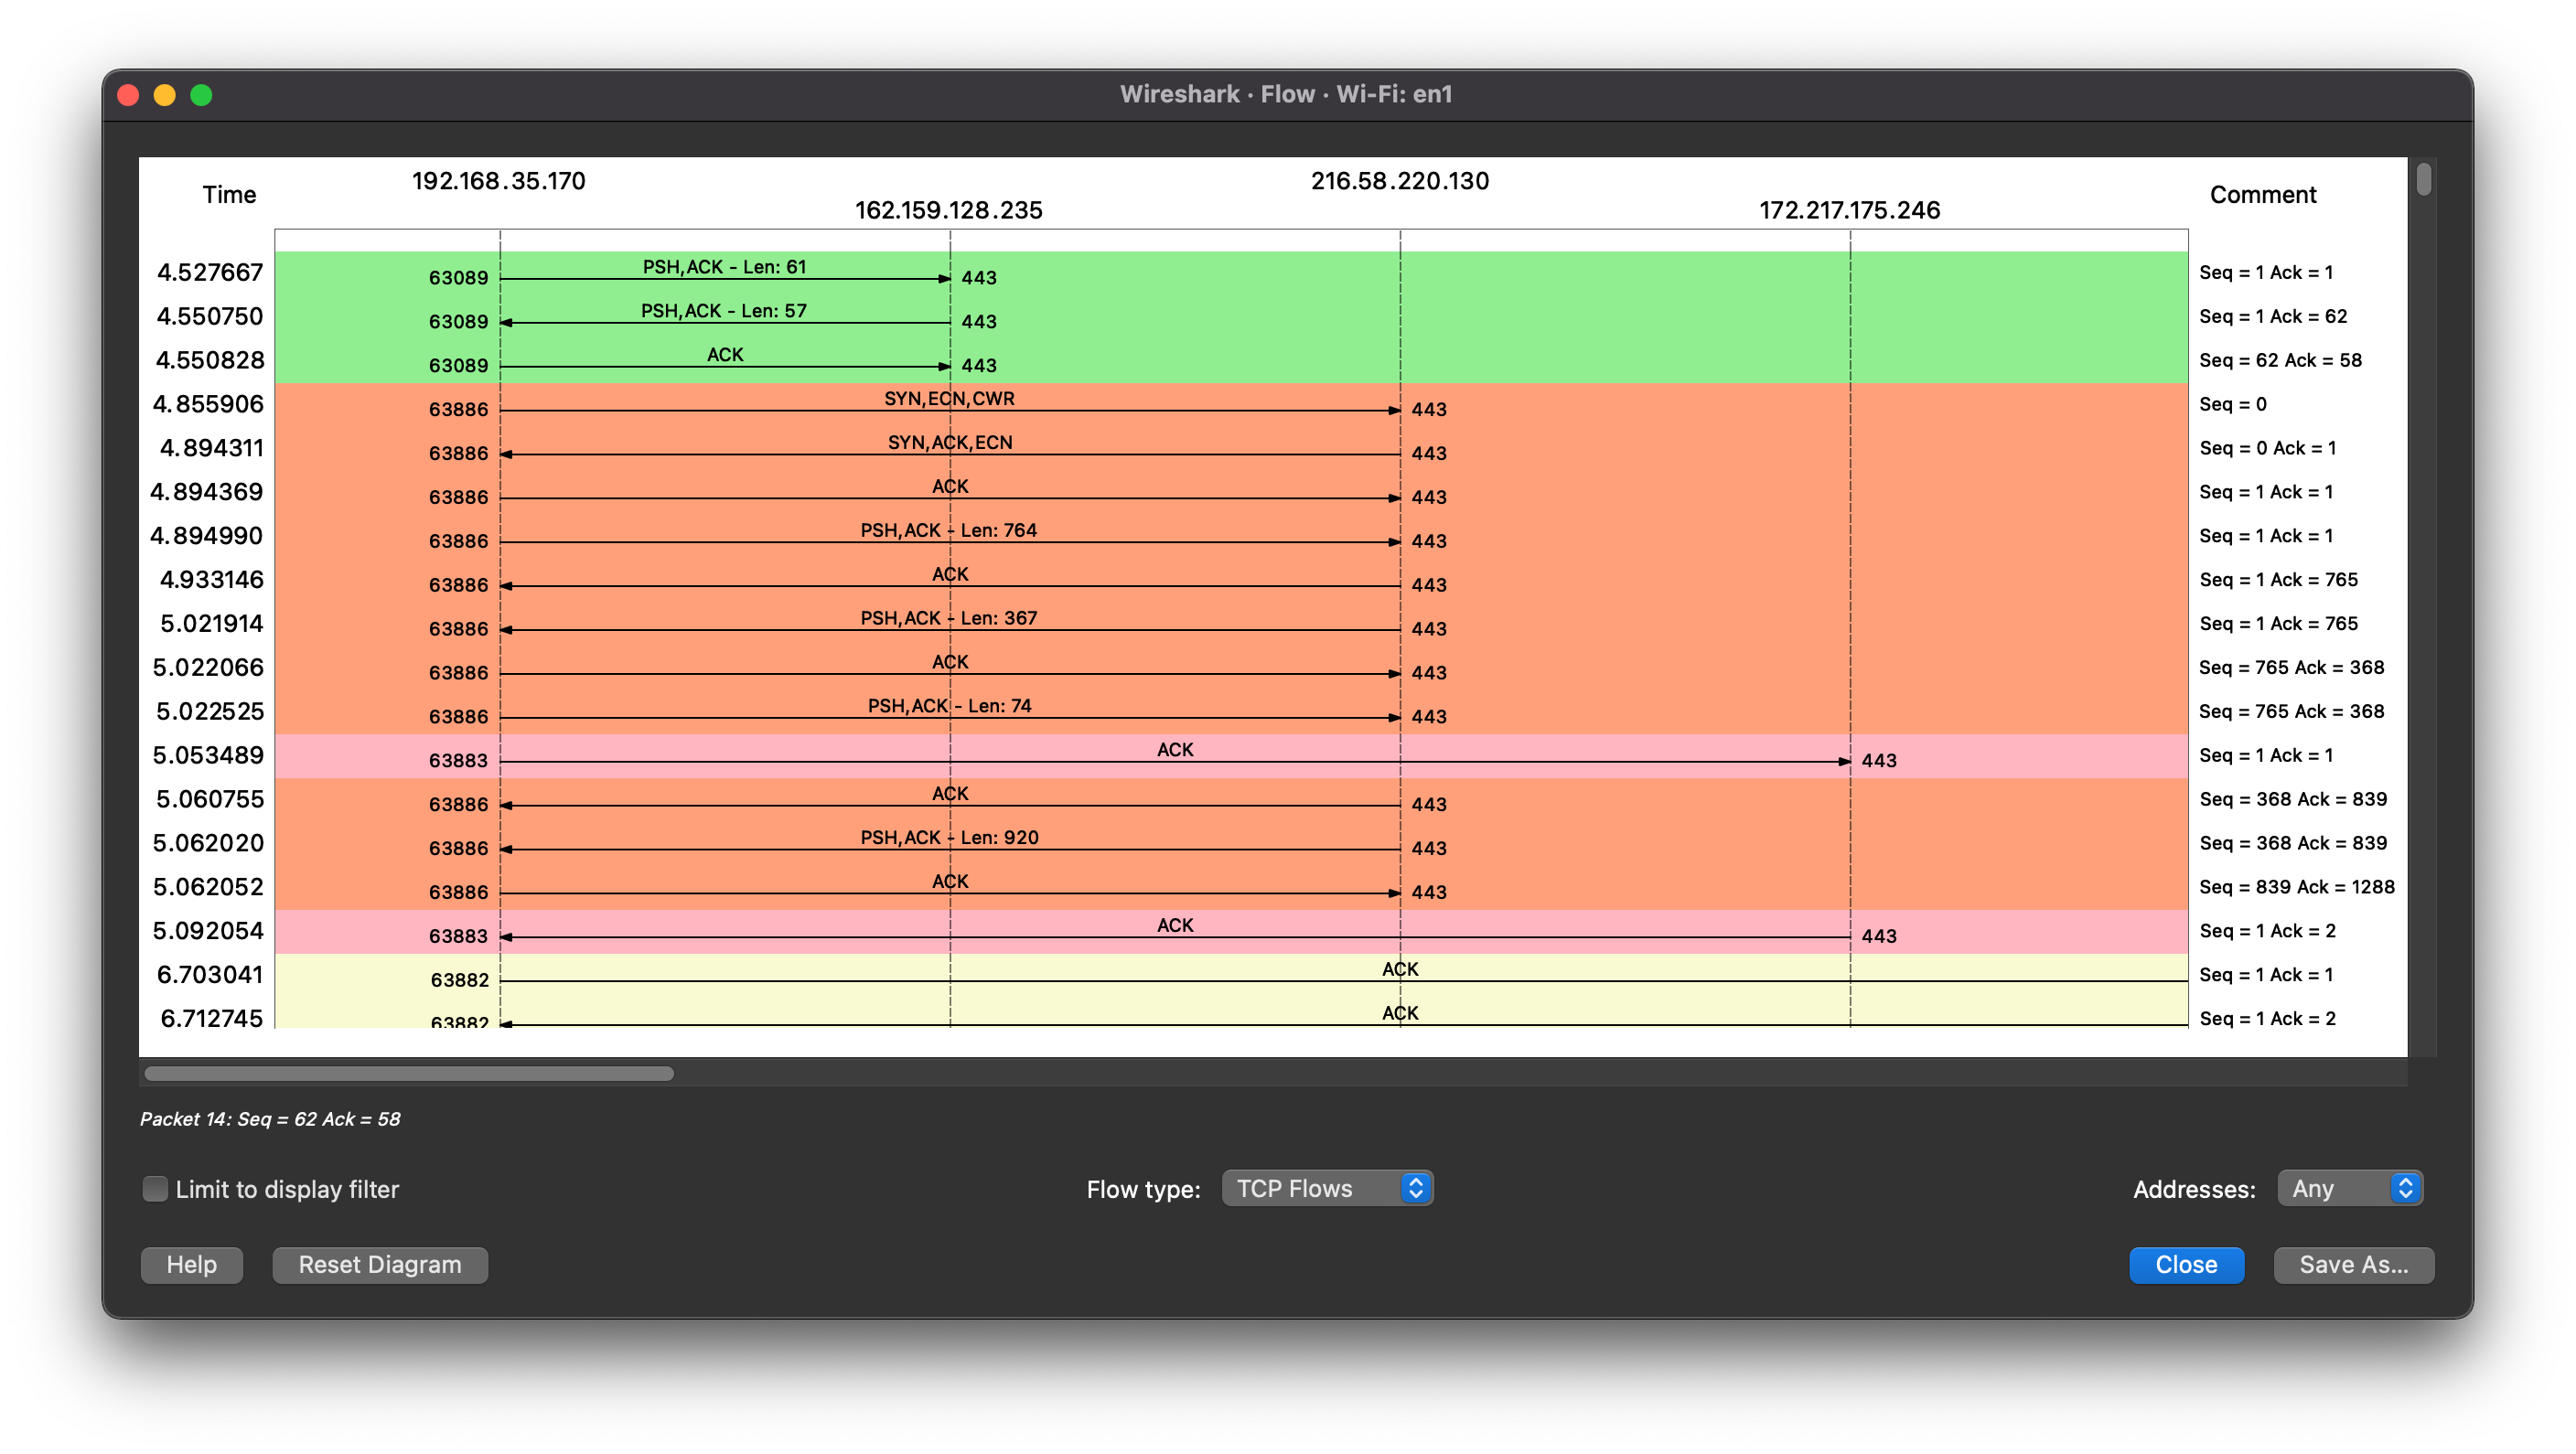 Wireshark · Flow · Wi-Fi: en1
Time 192.168.35.170 216.58.220.130 Comment
162.159.128.235 172.217.175.246
4.527667 63089 PSH,ACK - Len: 61 443 Seq = 1 Ack = 1
4.550750 63089 PSH,ACK - Len: 57 443 Seq = 1 Ack = 62
4.550828 63089 ACK 443 Seq = 62 Ack = 58
4.855906 63886 SYN,ECN,CWR 443 Seq = 0
4.894311 63886 SYN,ACK,ECN 443 Seq = 0 Ack = 1
4.894369 63886 ACK 443 Seq = 1 Ack = 1
4.894990 63886 PSH,ACK - Len: 764 443 Seq = 1 Ack = 1
4.933146 63886 ACK 443 Seq = 1 Ack = 765
5.021914 63886 PSH,ACK - Len: 367 443 Seq = 1 Ack = 765
5.022066 63886 ACK 443 Seq = 765 Ack = 368
5.022525 63886 PSH,ACK - Len: 74 443 Seq = 765 Ack = 368
5.053489 63883 ACK 443 Seq = 1 Ack = 1
5.060755 63886 ACK 443 Seq = 368 Ack = 839
5.062020 63886 PSH,ACK - Len: 920 443 Seq = 368 Ack = 839
5.062052 63886 ACK 443 Seq = 839 Ack = 1288
5.092054 63883 ACK 443 Seq = 1 Ack = 2
6.703041 63882 ACK Seq = 1 Ack = 1
6.712745 63882 ACK Seq = 1 Ack = 2
Packet 14: Seq = 62 Ack = 58
Limit to display filter Flow type: TCP Flows Addresses: Any
Help Reset Diagram Close Save As...